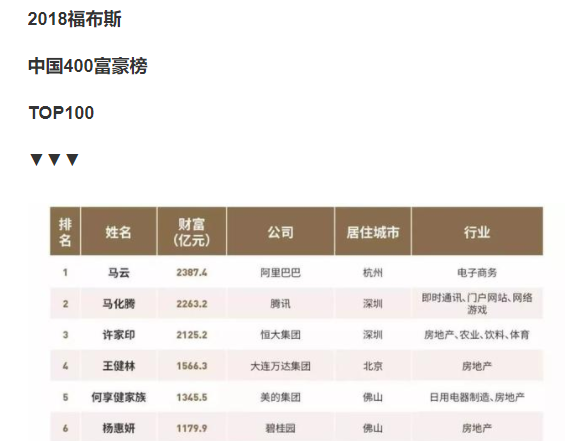 2018福布斯
中国400富豪榜
TOP100
▼▼▼
排名 姓名 财富(亿元) 公司 居住城市 行业
1 马云 2387.4 阿里巴巴 杭州 电子商务
2 马化腾 2263.2 腾讯 深圳 即时通讯、门户网站、网络游戏
3 许家印 2125.2 恒大集团 深圳 房地产、农业、饮料、体育
4 王健林 1566.3 大连万达集团 北京 房地产
5 何享健家族 1345.5 美的集团 佛山 日用电器制造、房地产
6 杨惠妍 1179.9 碧桂园 佛山 房地产